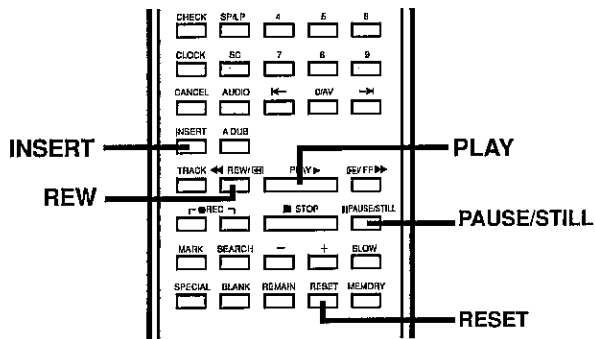 CHECK SP/LP 4 5 6
CLOCK SC 7 8 9
CANCEL AUDIO 0/AV
INSERT A DUB
INSERT
PLAY
TRACK REW/ PLAY /FF
REW
REC STOP PAUSE/STILL
PAUSE/STILL
MARK SEARCH − + SLOW
SPECIAL BLANK REMAIN RESET MEMORY
RESET